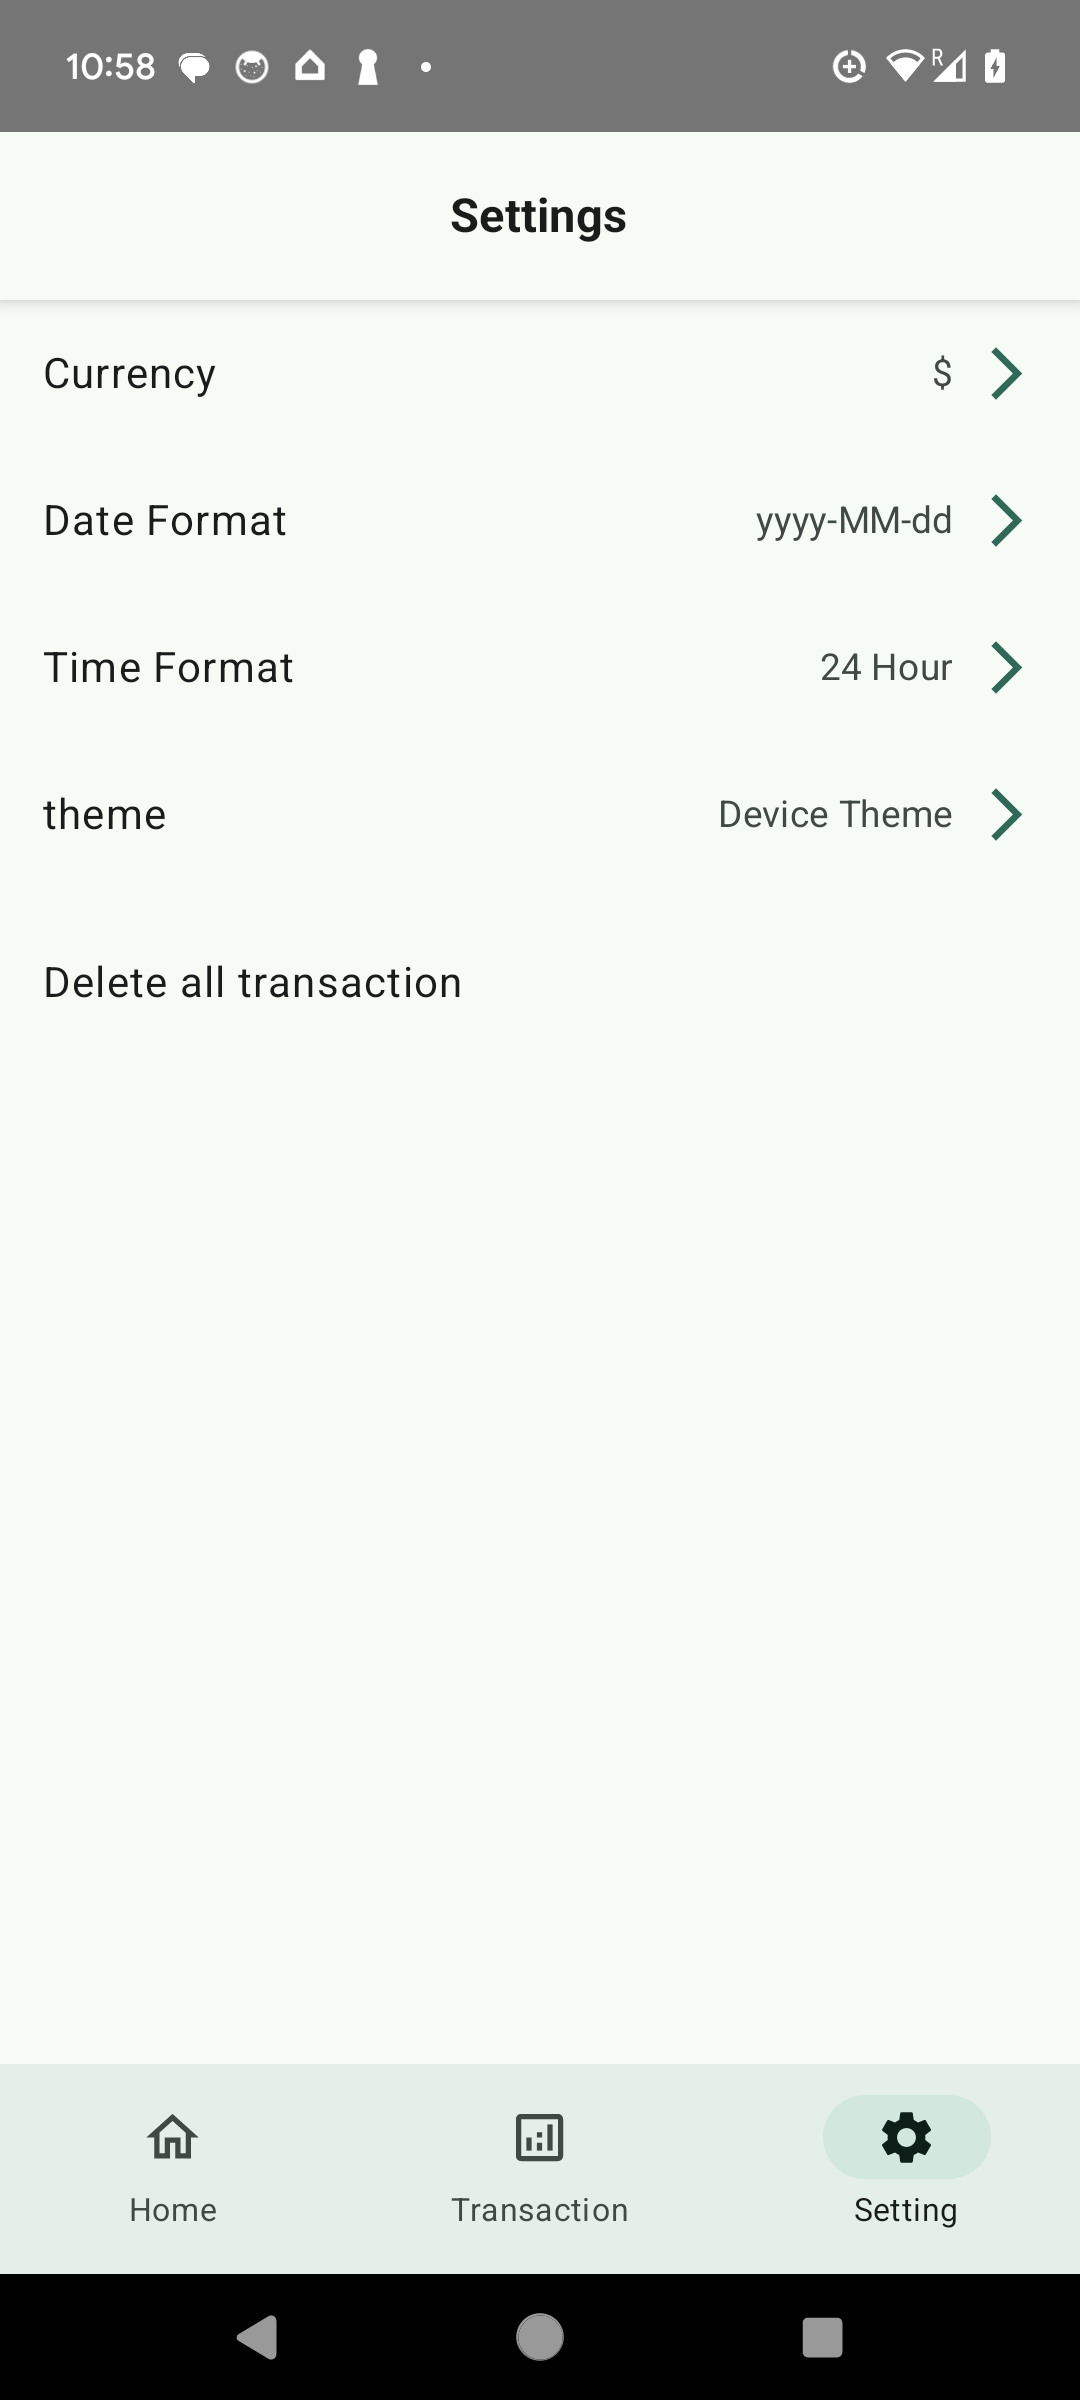 10:58
R
Settings
Currency $
Date Format yyyy-MM-dd
Time Format 24 Hour
theme Device Theme
Delete all transaction
Home Transaction Setting